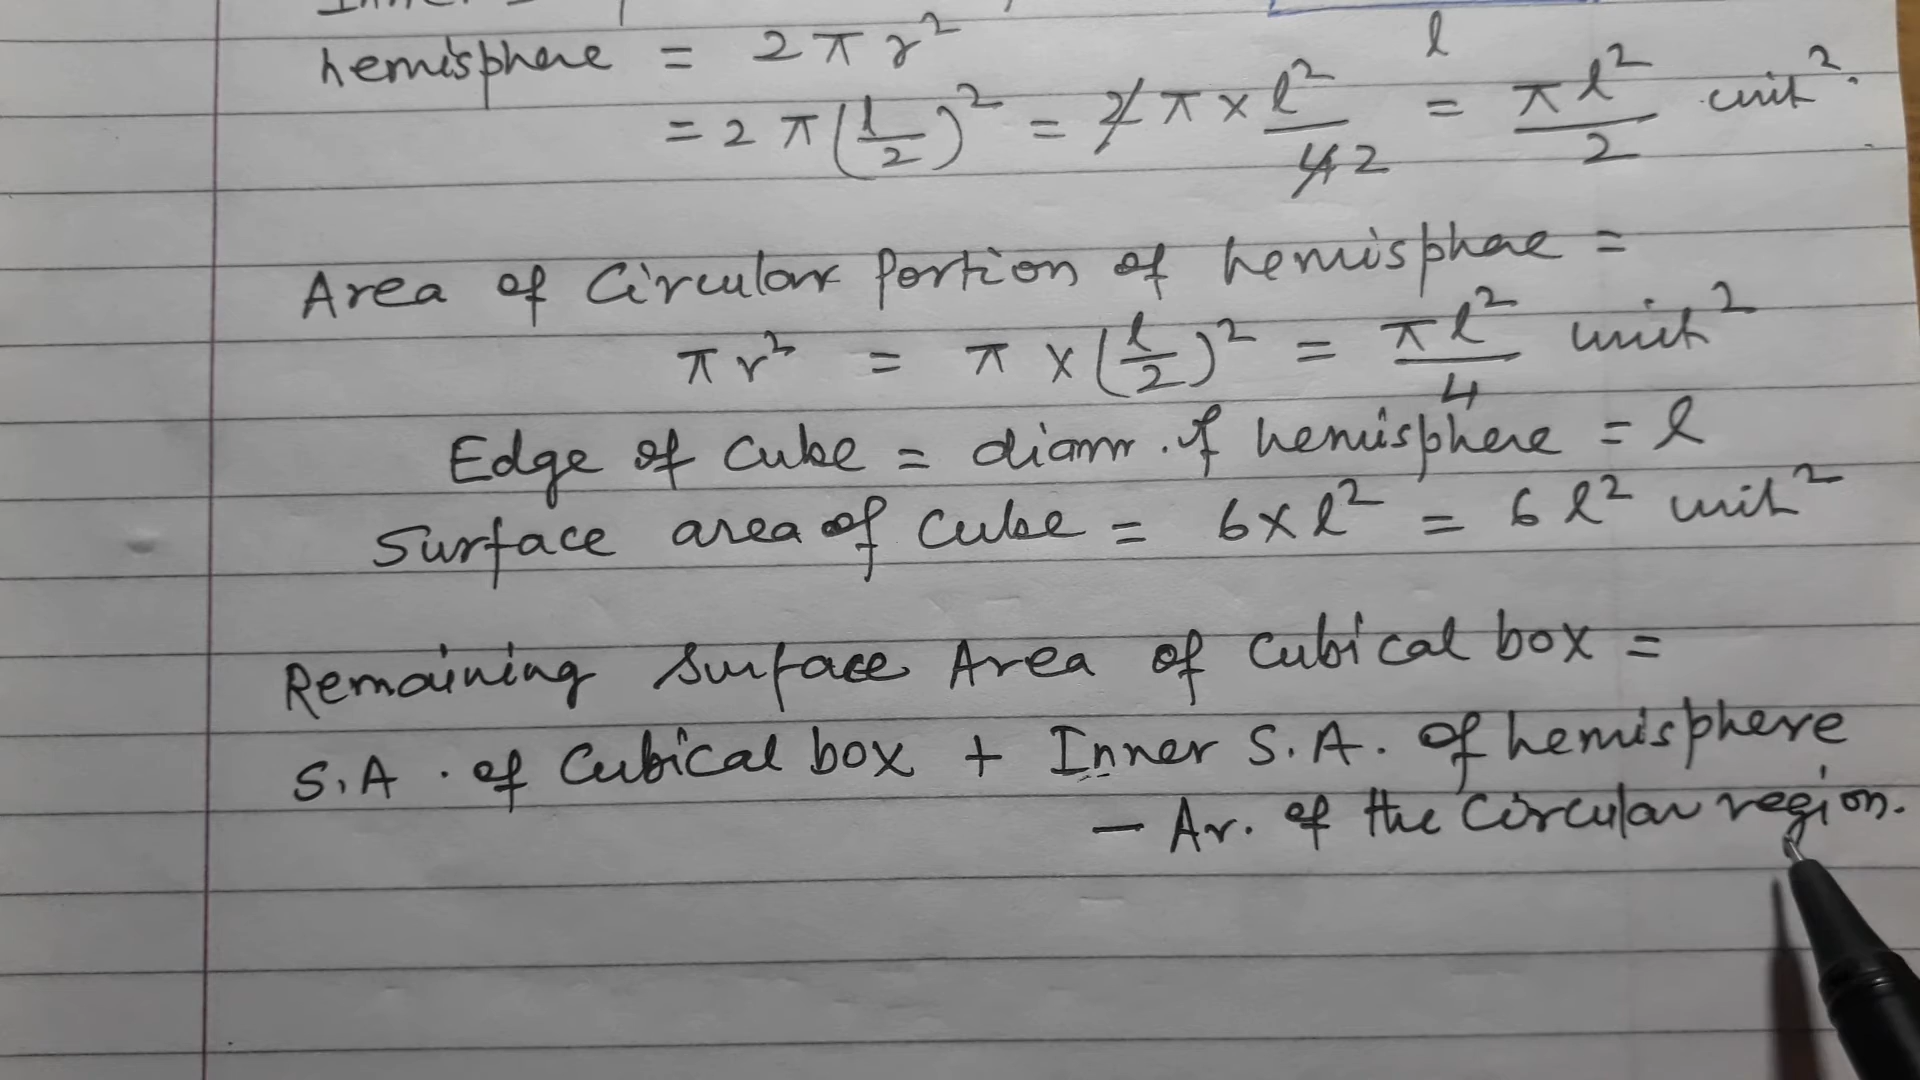 hemisphere = 2πr²
l
= 2π(l/2)² = 2π × l²/4 2 = πl²/2 unit².
Area of Circular Portion of hemisphere =
πr² = π × (l/2)² = πl²/4 unit²
Edge of Cube = diamr. of hemisphere = l
Surface area of Cube = 6×l² = 6l² unit²
Remaining Surface Area of Cubical box =
S.A. of Cubical box + Inner S.A. of hemisphere
— Ar. of the Circular region.